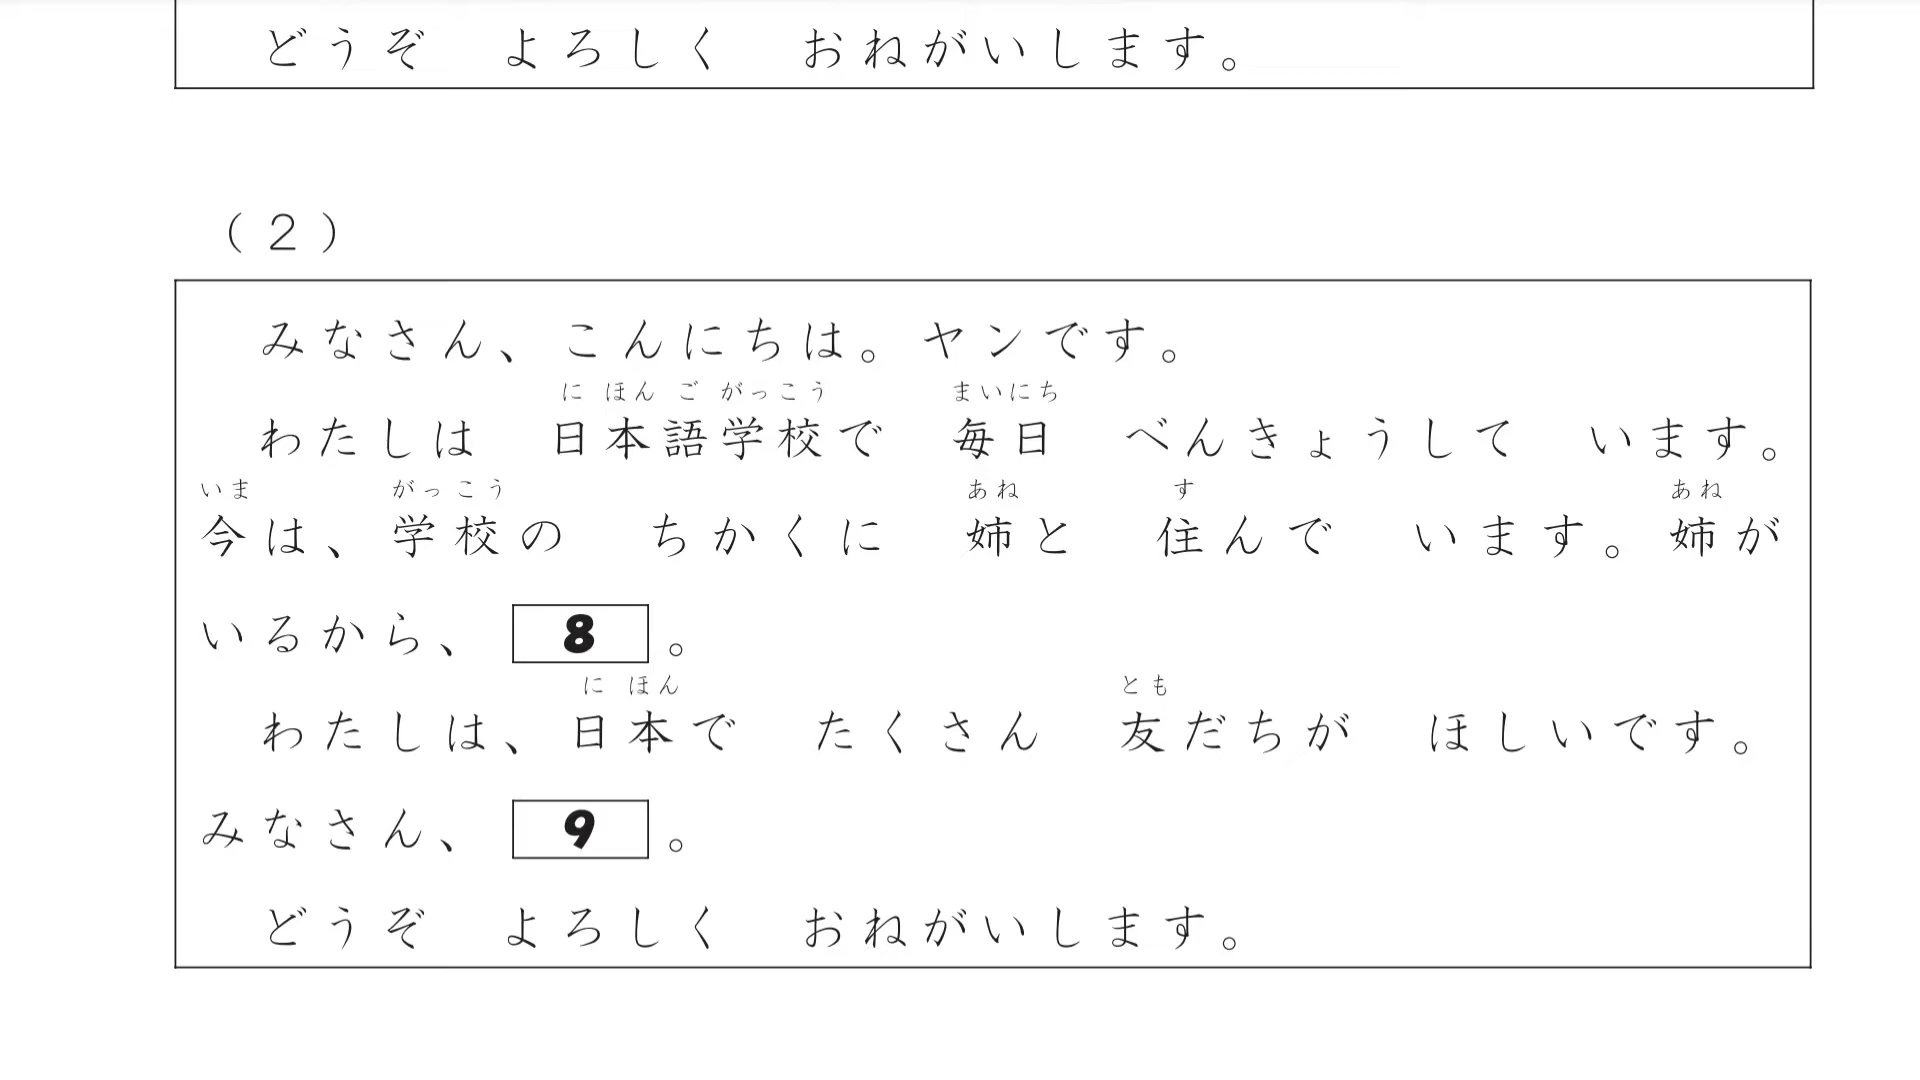 どうぞ　よろしく　おねがいします。
（２）
みなさん、こんにちは。ヤンです。
に ほん ご がっこう　まいにち
わたしは　日本語学校で　毎日　べんきょうして　います。
いま　がっこう　あね　す　あね
今は、学校の　ちかくに　姉と　住んで　います。姉が
いるから、 8 。
に ほん　とも
わたしは、日本で　たくさん　友だちが　ほしいです。
みなさん、 9 。
どうぞ　よろしく　おねがいします。